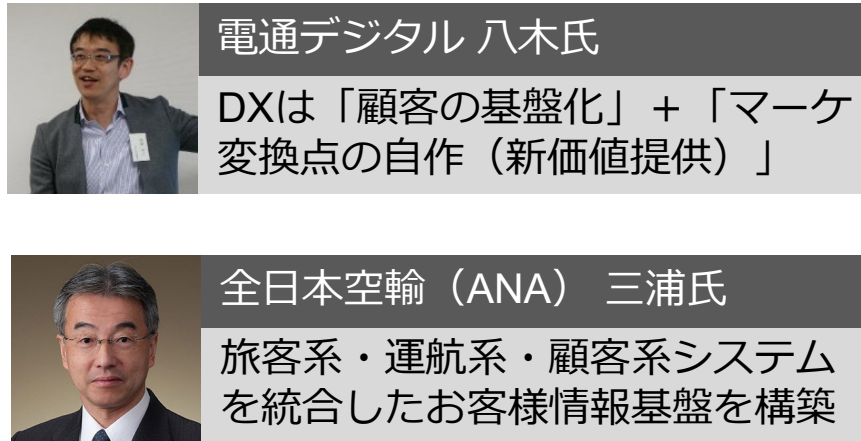 電通デジタル 八木氏
DXは「顧客の基盤化」+「マーケ
変換点の自作（新価値提供）」
全日本空輸（ANA） 三浦氏
旅客系・運航系・顧客系システム
を統合したお客様情報基盤を構築